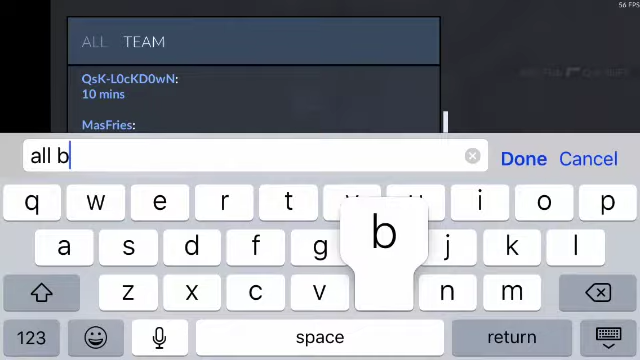 56 FPS
ALL TEAM
QsK-L0cKD0wN:
10 mins
MasFries:
all b
Done Cancel
q w e r t i o p
a s d f g b j k l
z x c v n m
123 space return